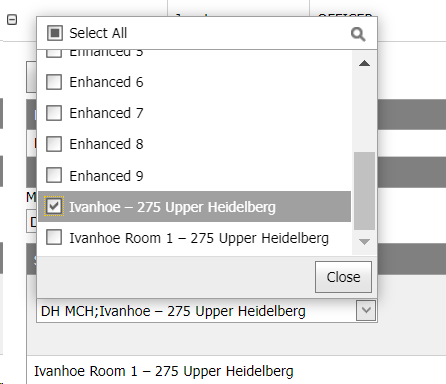 OFFICER
Select All
Enhanced 5
Enhanced 6
Enhanced 7
Enhanced 8
Enhanced 9
Ivanhoe – 275 Upper Heidelberg
Ivanhoe Room 1 – 275 Upper Heidelberg
Close
DH MCH;Ivanhoe – 275 Upper Heidelberg
Ivanhoe Room 1 – 275 Upper Heidelberg